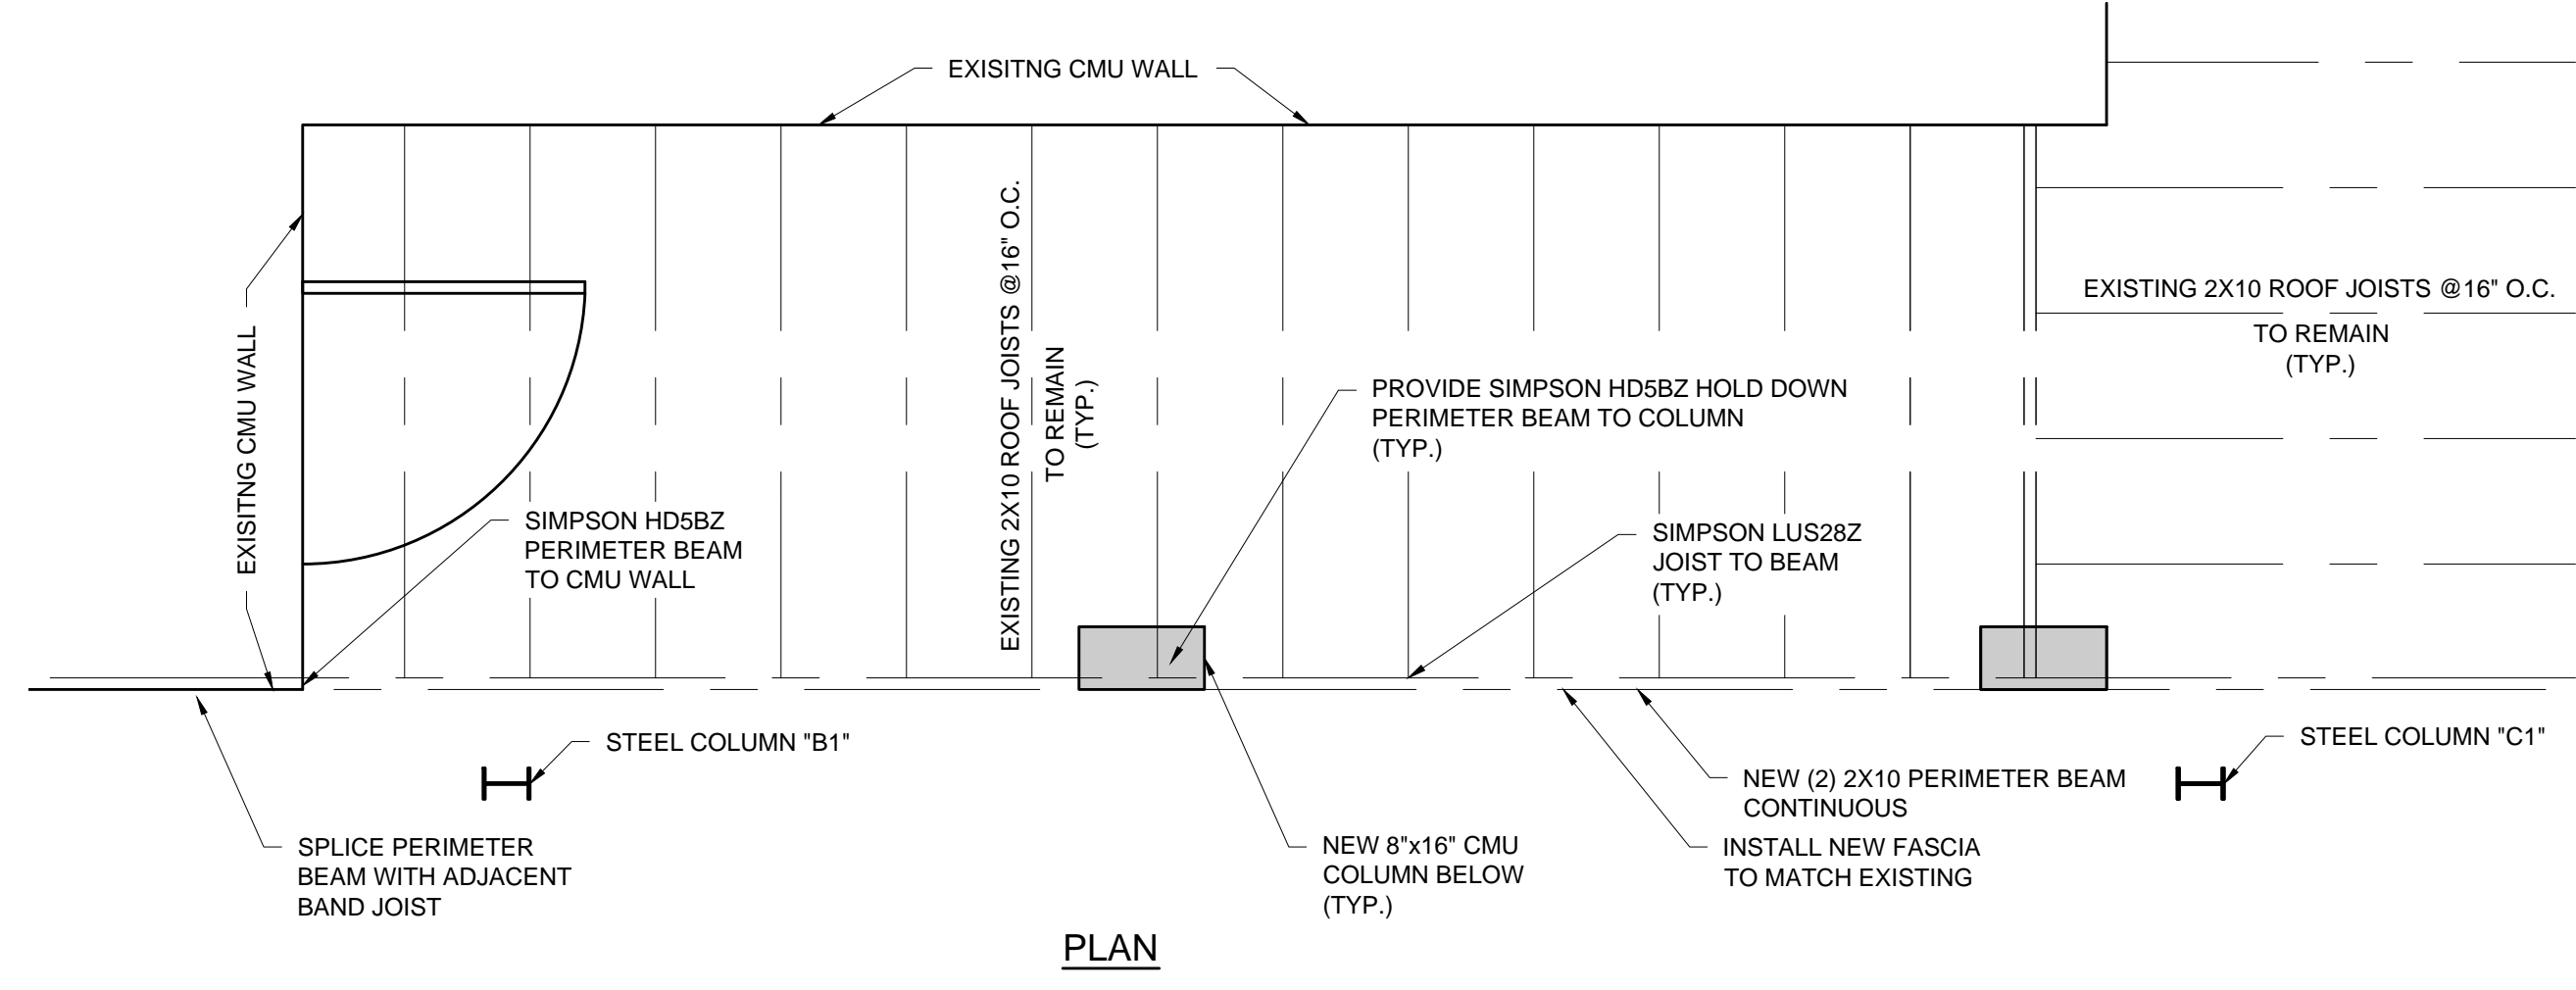 EXISITNG CMU WALL
EXISITNG CMU WALL
EXISTING 2X10 ROOF JOISTS @16" O.C.
TO REMAIN
(TYP.)
EXISTING 2X10 ROOF JOISTS @16" O.C.
TO REMAIN
(TYP.)
PROVIDE SIMPSON HD5BZ HOLD DOWN
PERIMETER BEAM TO COLUMN
(TYP.)
SIMPSON HD5BZ
PERIMETER BEAM
TO CMU WALL
SIMPSON LUS28Z
JOIST TO BEAM
(TYP.)
STEEL COLUMN "B1"
STEEL COLUMN "C1"
NEW (2) 2X10 PERIMETER BEAM
CONTINUOUS
SPLICE PERIMETER
BEAM WITH ADJACENT
BAND JOIST
NEW 8"x16" CMU
COLUMN BELOW
(TYP.)
INSTALL NEW FASCIA
TO MATCH EXISTING
PLAN